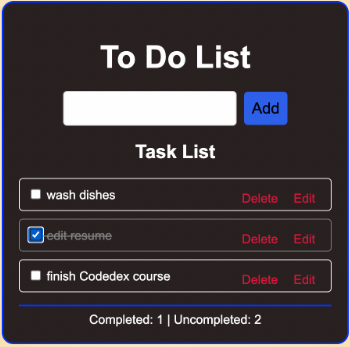 To Do List
Add
Task List
wash dishes Delete Edit
edit resume Delete Edit
finish Codedex course Delete Edit
Completed: 1 | Uncompleted: 2